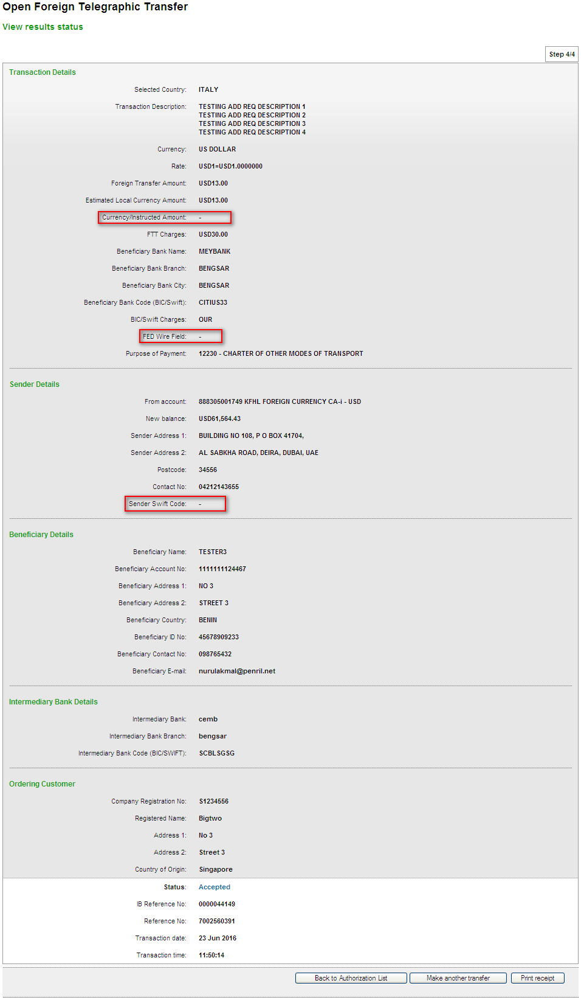 Open Foreign Telegraphic Transfer
View results status
Step 4/4
Transaction Details
Selected Country: ITALY
Transaction Description: TESTING ADD REQ DESCRIPTION 1
TESTING ADD REQ DESCRIPTION 2
TESTING ADD REQ DESCRIPTION 3
TESTING ADD REQ DESCRIPTION 4
Currency: US DOLLAR
Rate: USD1=USD1.0000000
Foreign Transfer Amount: USD13.00
Estimated Local Currency Amount: USD13.00
Currency/Instructed Amount: -
FTT Charges: USD30.00
Beneficiary Bank Name: MEYBANK
Beneficiary Bank Branch: BENGSAR
Beneficiary Bank City: BENGSAR
Beneficiary Bank Code (BIC/Swift): CITIUS33
BIC/Swift Charges: OUR
FED Wire Field: -
Purpose of Payment: 12230 - CHARTER OF OTHER MODES OF TRANSPORT
Sender Details
From account: 888305001749 KFHL FOREIGN CURRENCY CA-i - USD
New balance: USD61,564.43
Sender Address 1: BUILDING NO 108, P O BOX 41704,
Sender Address 2: AL SABKHA ROAD, DEIRA, DUBAI, UAE
Postcode: 34556
Contact No: 04212143655
Sender Swift Code: -
Beneficiary Details
Beneficiary Name: TESTER3
Beneficiary Account No: 1111111124467
Beneficiary Address 1: NO 3
Beneficiary Address 2: STREET 3
Beneficiary Country: BENIN
Beneficiary ID No: 45678909233
Beneficiary Contact No: 098765432
Beneficiary E-mail: nurulakmal@penril.net
Intermediary Bank Details
Intermediary Bank: cemb
Intermediary Bank Branch: bengsar
Intermediary Bank Code (BIC/SWIFT): SCBLSGSG
Ordering Customer
Company Registration No: S1234556
Registered Name: Bigtwo
Address 1: No 3
Address 2: Street 3
Country of Origin: Singapore
Status: Accepted
IB Reference No: 0000044149
Reference No: 7002560391
Transaction date: 23 Jun 2016
Transaction time: 11:50:14
Back to Authorization List Make another transfer Print receipt